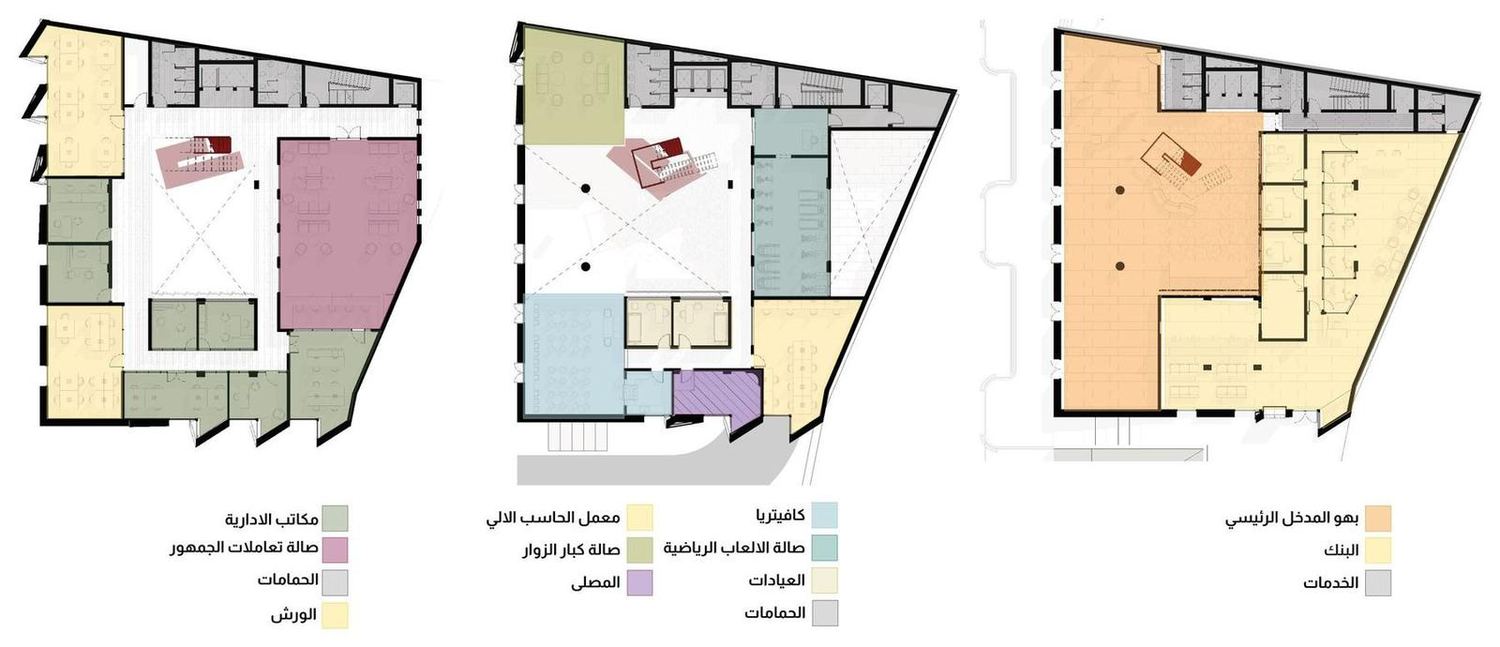 بهو المدخل الرئيسي
البنك
الخدمات
كافيتريا
صالة الالعاب الرياضية
العيادات
الحمامات
معمل الحاسب الالي
صالة كبار الزوار
المصلى
مكاتب الادارية
صالة تعاملات الجمهور
الحمامات
الورش